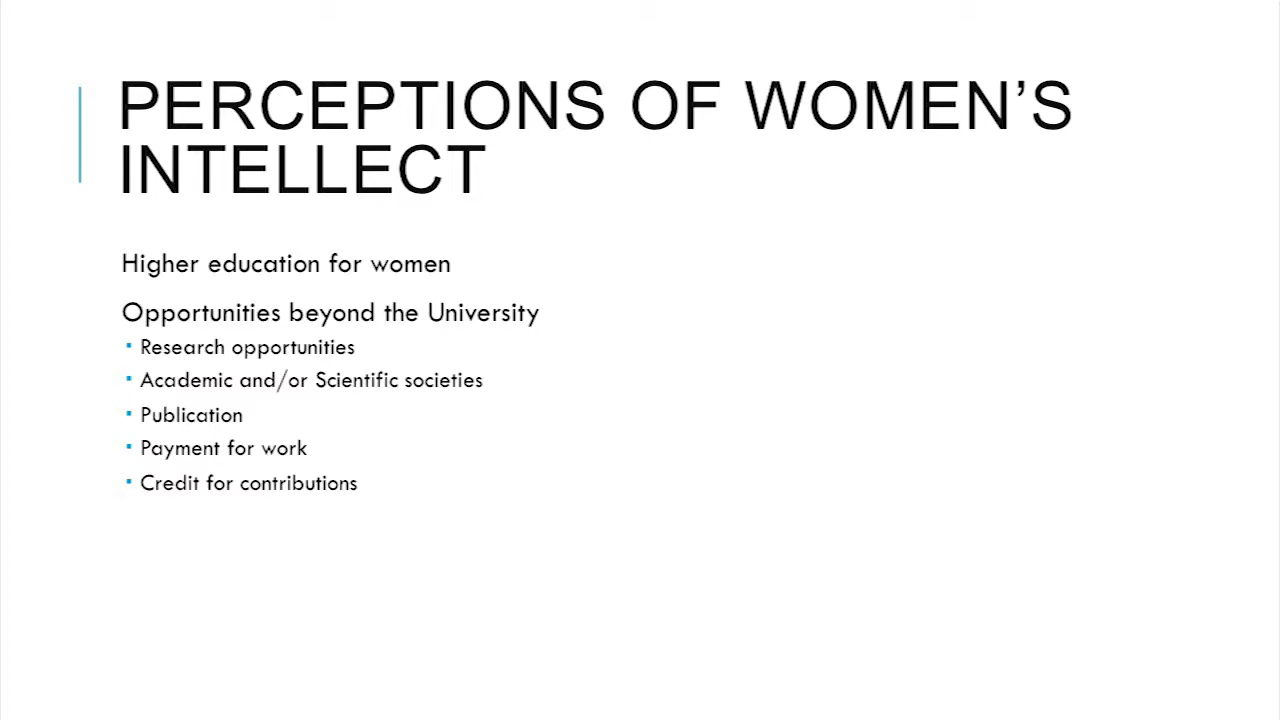 PERCEPTIONS OF WOMEN’S
INTELLECT
Higher education for women
Opportunities beyond the University
▪ Research opportunities
▪ Academic and/or Scientific societies
▪ Publication
▪ Payment for work
▪ Credit for contributions